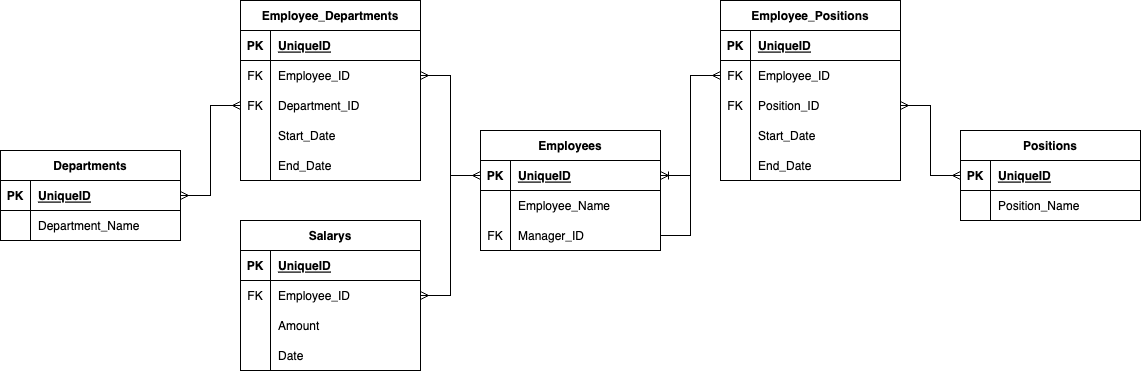 Employee_Departments
PK UniqueID
FK Employee_ID
FK Department_ID
Start_Date
End_Date
Employee_Positions
PK UniqueID
FK Employee_ID
FK Position_ID
Start_Date
End_Date
Departments
PK UniqueID
Department_Name
Employees
PK UniqueID
Employee_Name
FK Manager_ID
Positions
PK UniqueID
Position_Name
Salarys
PK UniqueID
FK Employee_ID
Amount
Date